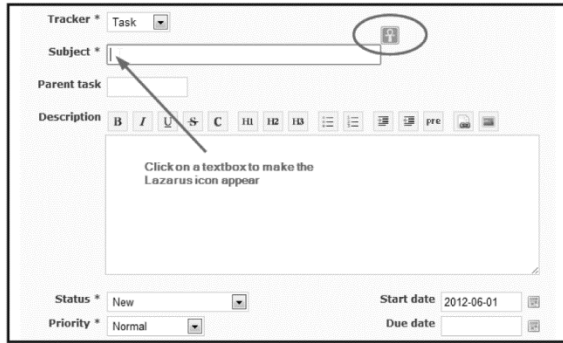 Tracker * Task
Subject *
Parent task
Description B I U S C H1 H2 H3 pre
Click on a textbox to make the
Lazarus icon appear
Status * New Start date 2012-06-01
Priority * Normal Due date